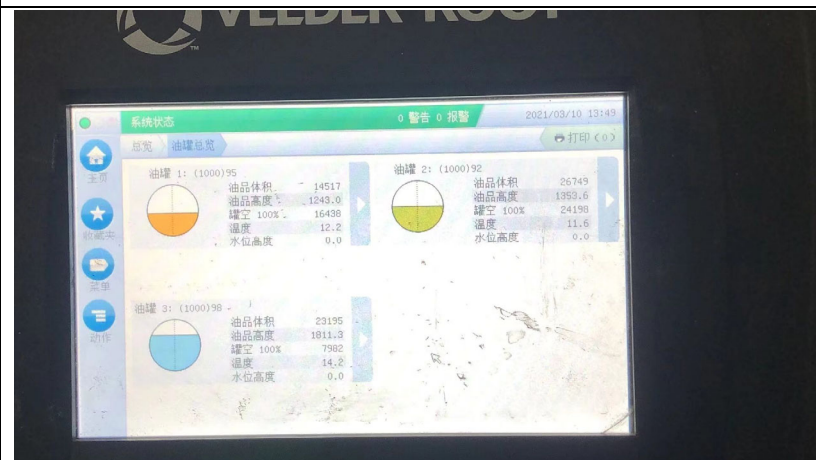 VEEDER-ROOT
TM
系统状态
0 警告 0 报警
2021/03/10 13:49
总览 油罐总览
打印(0)
主页
收藏夹
菜单
动作
油罐 1: (1000)95
油品体积 14517
油品高度 1243.0
罐空 100% 16438
温度 12.2
水位高度 0.0
油罐 2: (1000)92
油品体积 26749
油品高度 1353.6
罐空 100% 24198
温度 11.6
水位高度 0.0
油罐 3: (1000)98
油品体积 23195
油品高度 1811.3
罐空 100% 7982
温度 14.2
水位高度 0.0